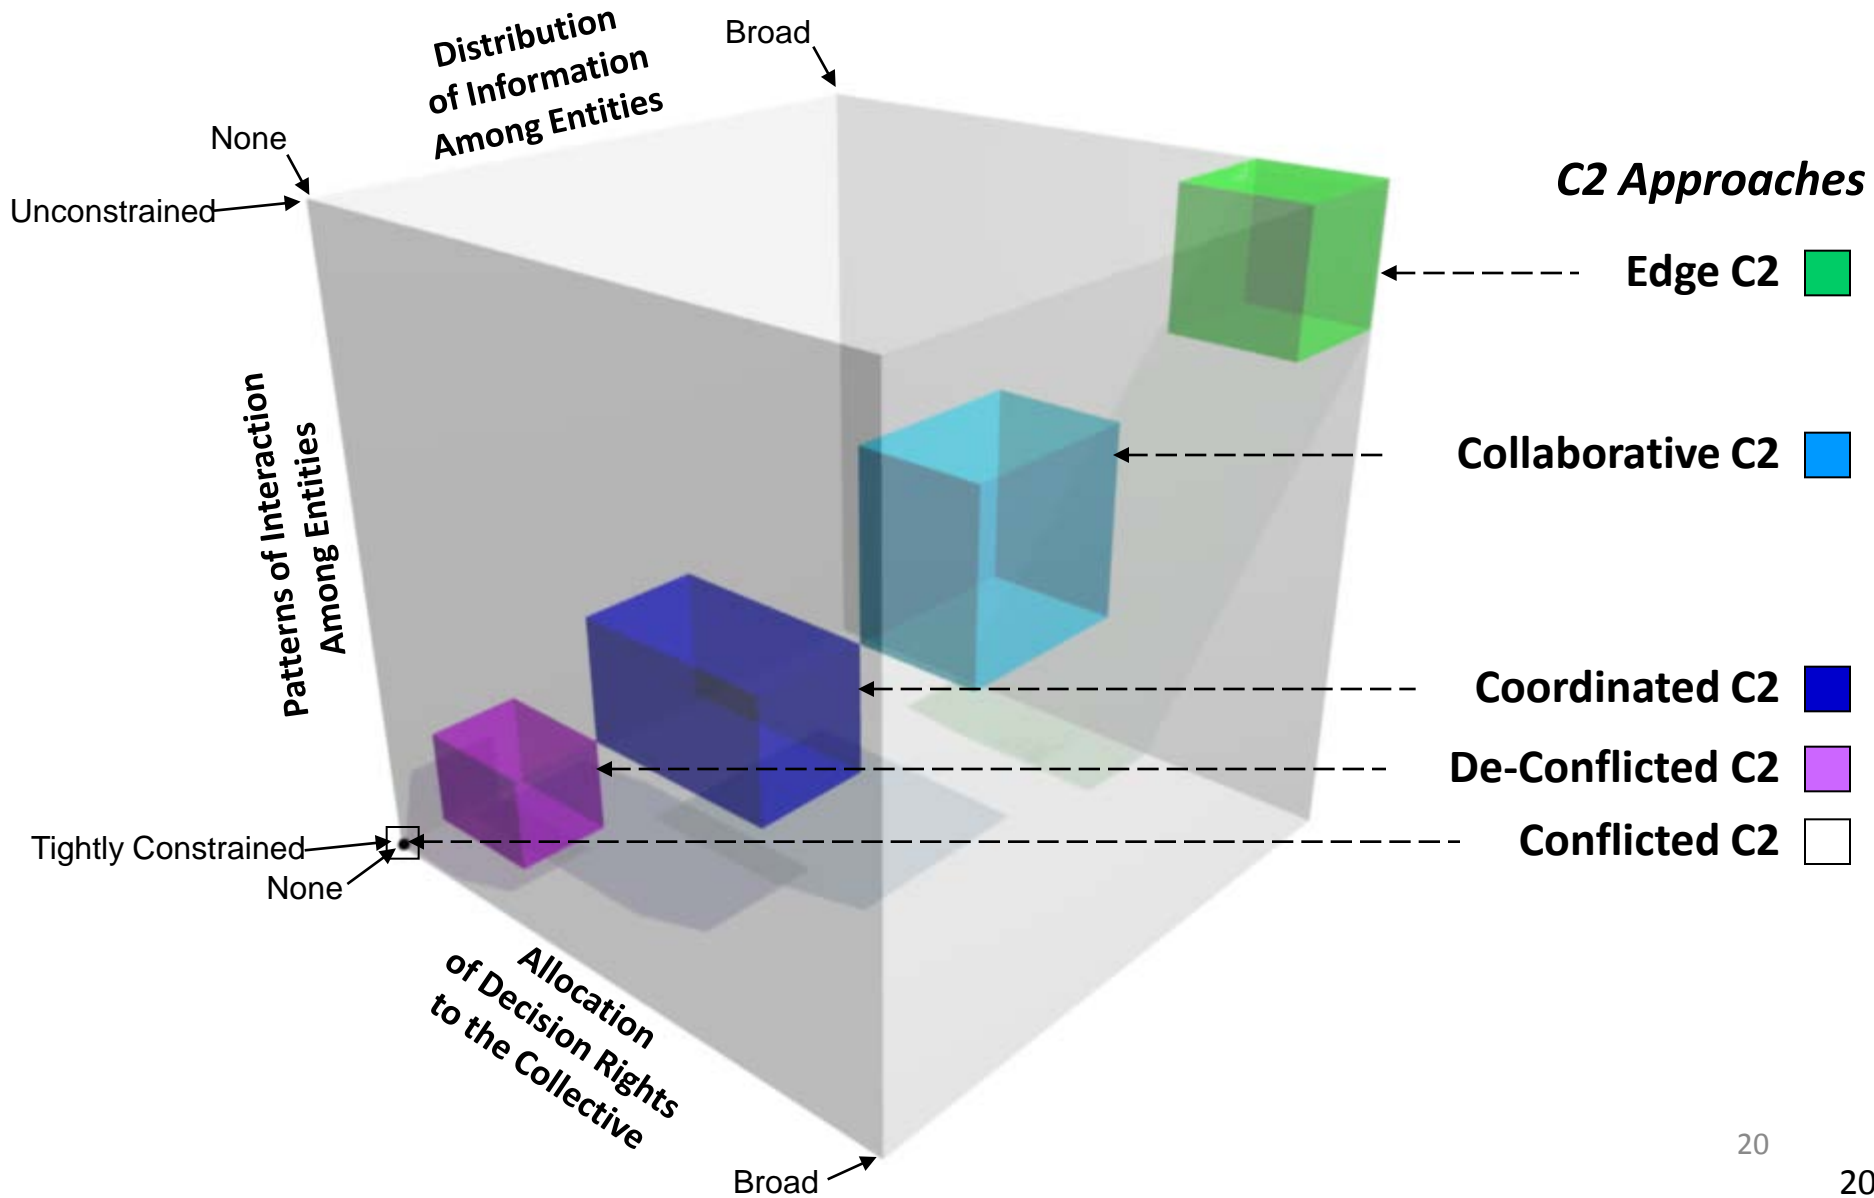 Distribution
of Information
Among Entities
Broad
None
Unconstrained
C2 Approaches
Edge C2
Collaborative C2
Patterns of Interaction
Among Entities
Coordinated C2
De-Conflicted C2
Conflicted C2
Tightly Constrained
None
Allocation
of Decision Rights
to the Collective
Broad
20
20